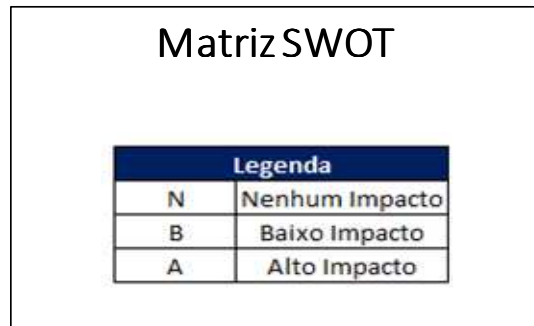 Matriz SWOT
Legenda
N Nenhum Impacto
B Baixo Impacto
A Alto Impacto